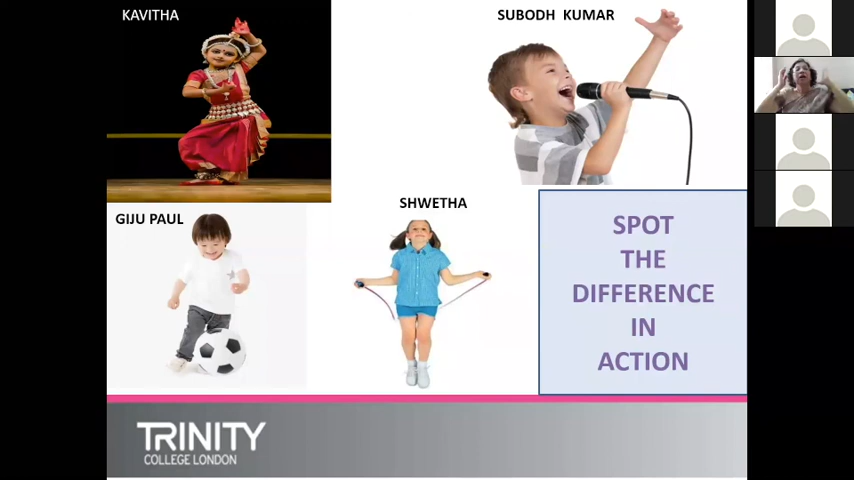 KAVITHA
SUBODH KUMAR
GIJU PAUL
SHWETHA
SPOT
THE
DIFFERENCE
IN
ACTION
TRINITY
COLLEGE LONDON